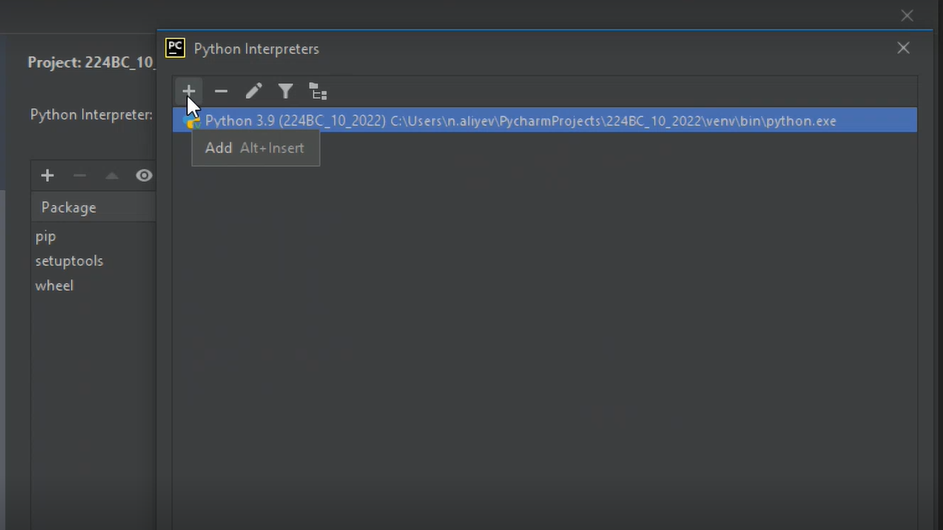 Project: 224BC_10_
PC Python Interpreters
Python Interpreter:
Python 3.9 (224BC_10_2022) C:\Users\n.aliyev\PycharmProjects\224BC_10_2022\venv\bin\python.exe
Add Alt+Insert
Package
pip
setuptools
wheel